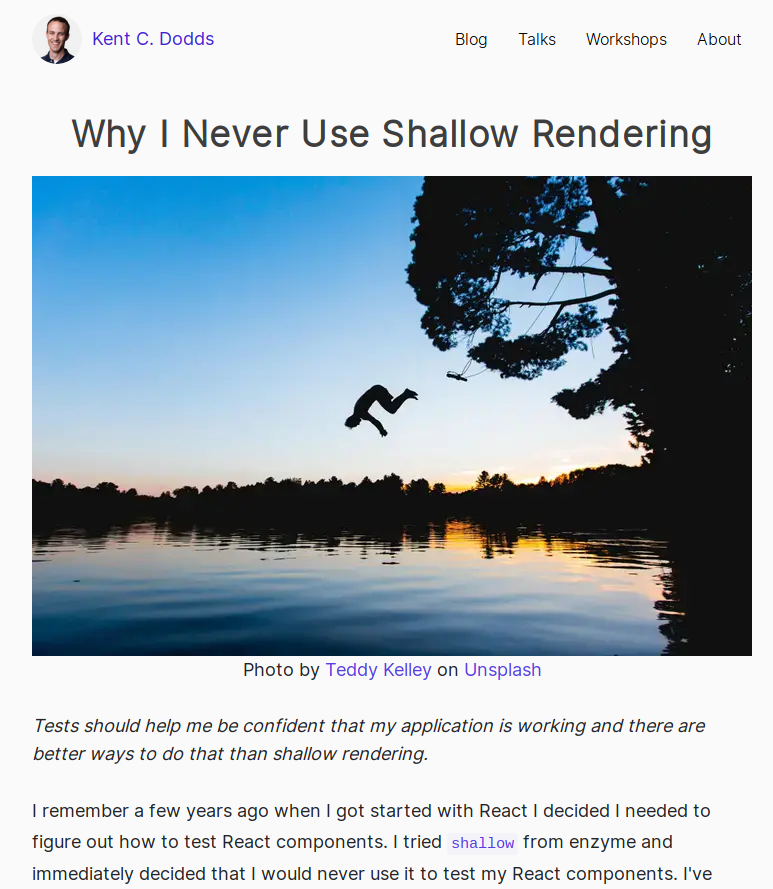 Kent C. Dodds
Blog Talks Workshops About
Why I Never Use Shallow Rendering
Photo by Teddy Kelley on Unsplash
Tests should help me be confident that my application is working and there are
better ways to do that than shallow rendering.
I remember a few years ago when I got started with React I decided I needed to
figure out how to test React components. I tried shallow from enzyme and
immediately decided that I would never use it to test my React components. I've